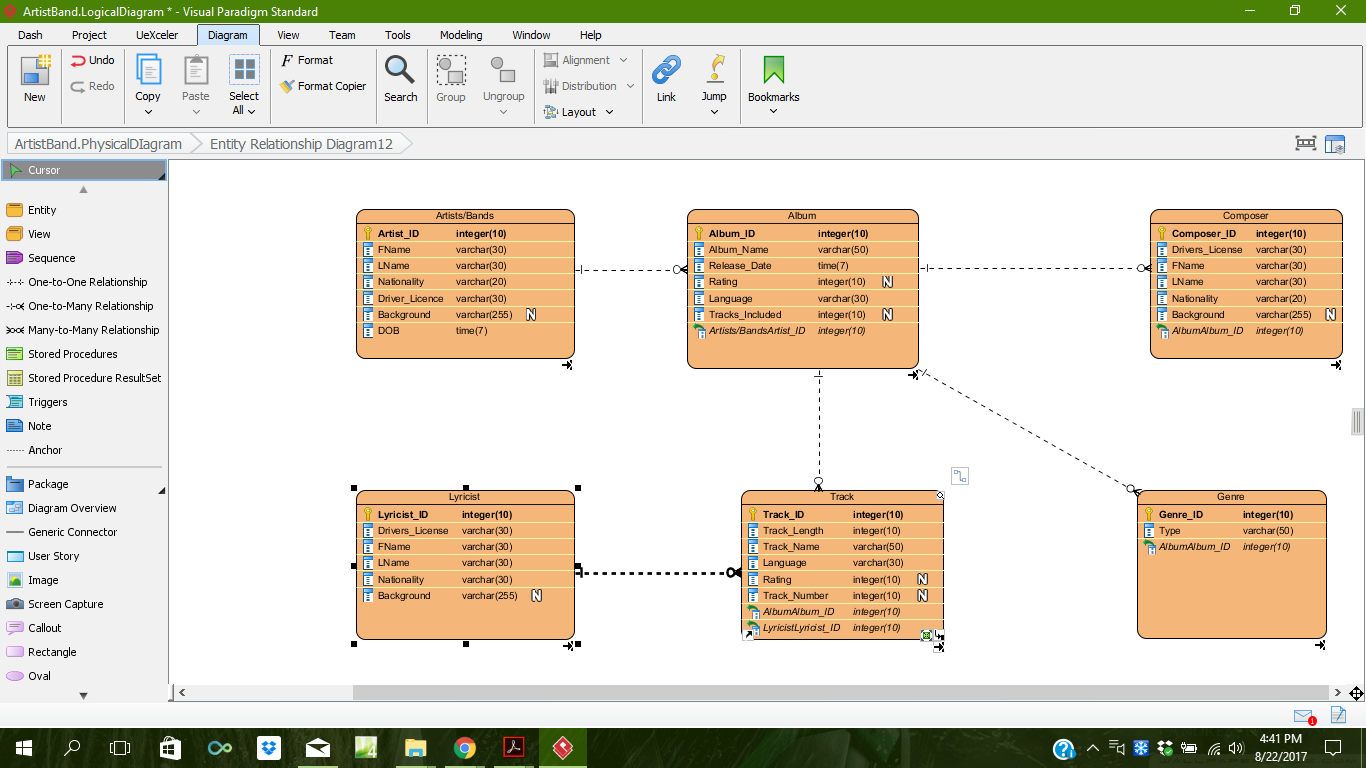 ArtistBand.LogicalDiagram * - Visual Paradigm Standard
Dash Project UeXceler Diagram View Team Tools Modeling Window Help
New
Undo
Redo
Copy
Paste
Select All
Format
Format Copier
Search
Group
Ungroup
Alignment
Distribution
Layout
Link
Jump
Bookmarks
ArtistBand.PhysicalDIagram
Entity Relationship Diagram12
Cursor
Entity
View
Sequence
One-to-One Relationship
One-to-Many Relationship
Many-to-Many Relationship
Stored Procedures
Stored Procedure ResultSet
Triggers
Note
Anchor
Package
Diagram Overview
Generic Connector
User Story
Image
Screen Capture
Callout
Rectangle
Oval
Artists/Bands
Artist_ID integer(10)
FName varchar(30)
LName varchar(30)
Nationality varchar(20)
Driver_Licence varchar(30)
Background varchar(255) N
DOB time(7)
Album
Album_ID integer(10)
Album_Name varchar(50)
Release_Date time(7)
Rating integer(10) N
Language varchar(30)
Tracks_Included integer(10) N
Artists/BandsArtist_ID integer(10)
Composer
Composer_ID integer(10)
Drivers_License varchar(30)
FName varchar(30)
LName varchar(30)
Nationality varchar(20)
Background varchar(255) N
AlbumAlbum_ID integer(10)
Lyricist
Lyricist_ID integer(10)
Drivers_License varchar(30)
FName varchar(30)
LName varchar(30)
Nationality varchar(30)
Background varchar(255) N
Track
Track_ID integer(10)
Track_Length integer(10)
Track_Name varchar(50)
Language varchar(30)
Rating integer(10) N
Track_Number integer(10) N
AlbumAlbum_ID integer(10)
LyricistLyricist_ID integer(10)
Genre
Genre_ID integer(10)
Type varchar(50)
AlbumAlbum_ID integer(10)
1
4:41 PM
8/22/2017